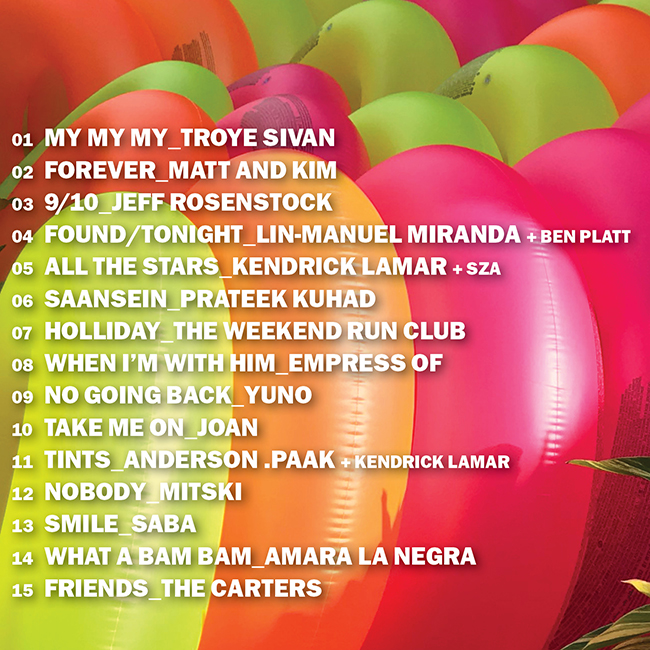 01 MY MY MY_TROYE SIVAN
02 FOREVER_MATT AND KIM
03 9/10_JEFF ROSENSTOCK
04 FOUND/TONIGHT_LIN-MANUEL MIRANDA + BEN PLATT
05 ALL THE STARS_KENDRICK LAMAR + SZA
06 SAANSEIN_PRATEEK KUHAD
07 HOLLIDAY_THE WEEKEND RUN CLUB
08 WHEN I'M WITH HIM_EMPRESS OF
09 NO GOING BACK_YUNO
10 TAKE ME ON_JOAN
11 TINTS_ANDERSON .PAAK + KENDRICK LAMAR
12 NOBODY_MITSKI
13 SMILE_SABA
14 WHAT A BAM BAM_AMARA LA NEGRA
15 FRIENDS_THE CARTERS